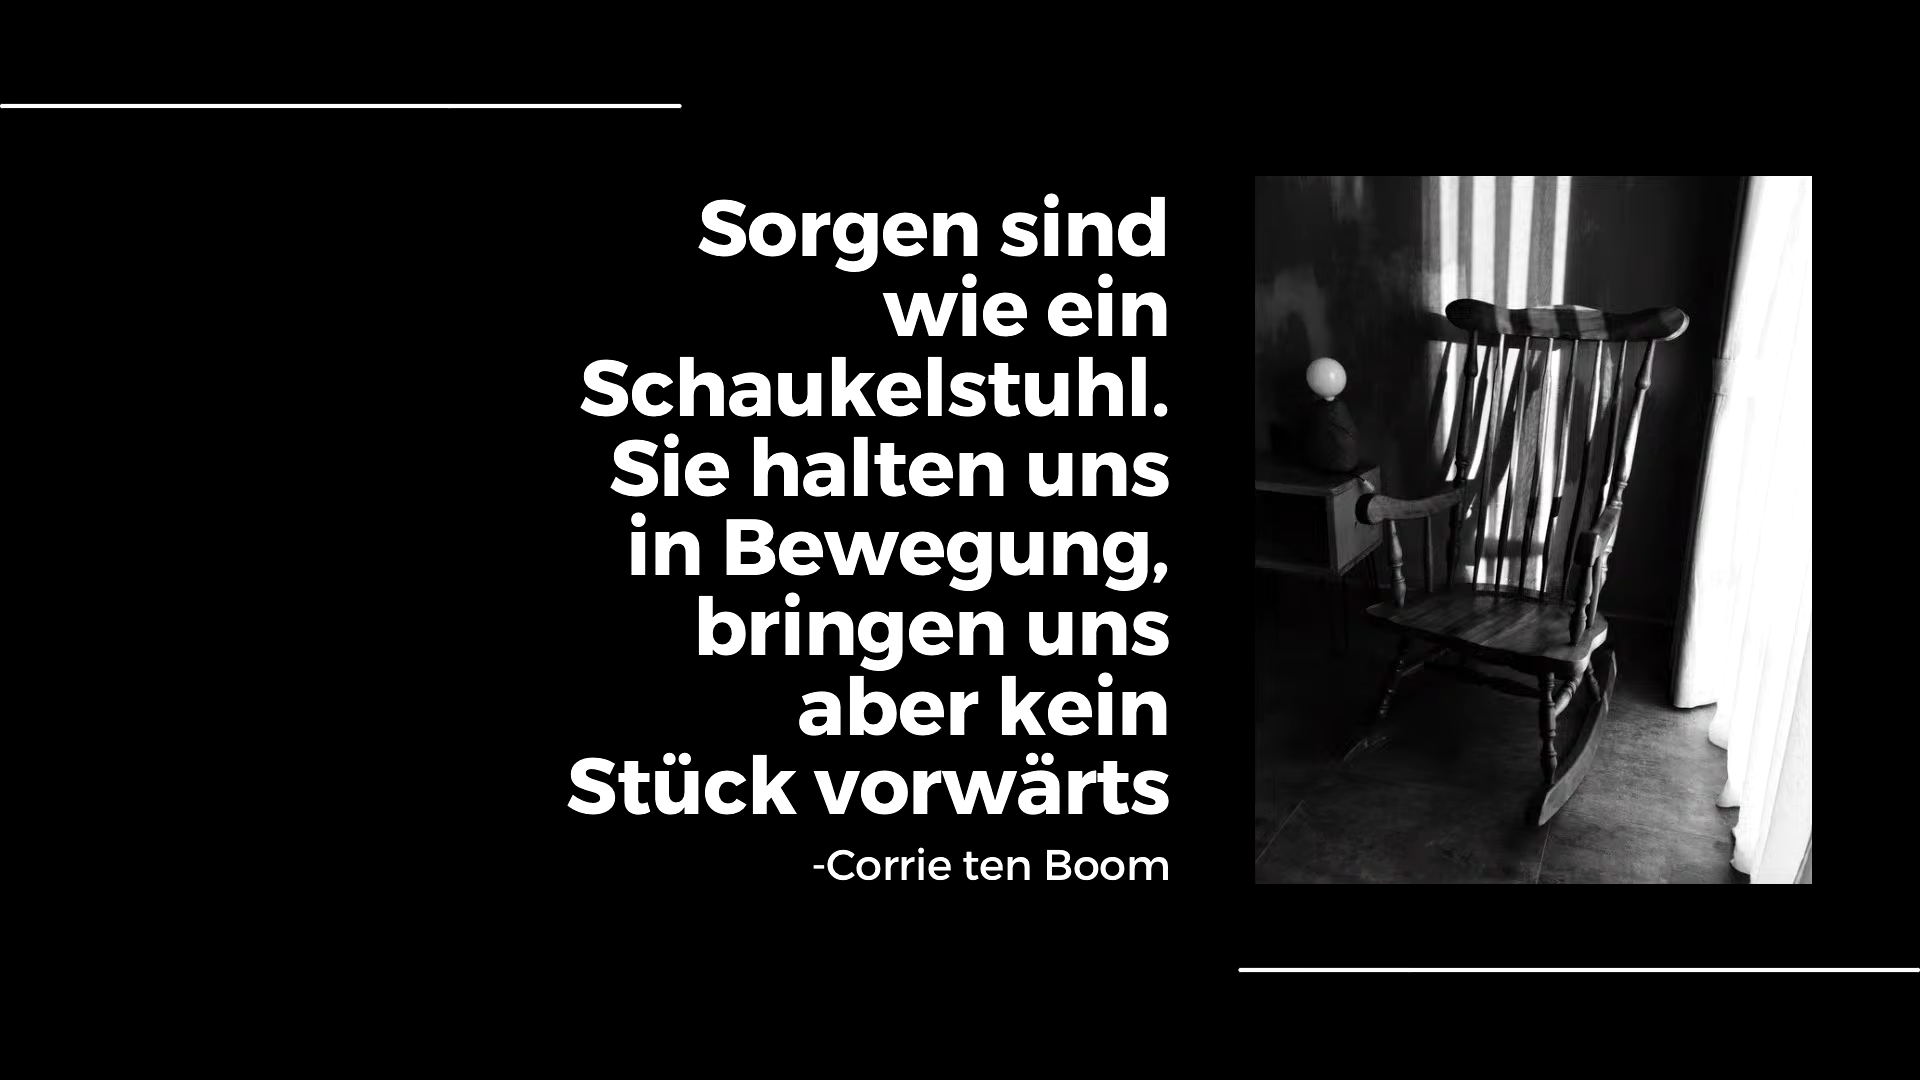 Sorgen sind
wie ein
Schaukelstuhl.
Sie halten uns
in Bewegung,
bringen uns
aber kein
Stück vorwärts
-Corrie ten Boom